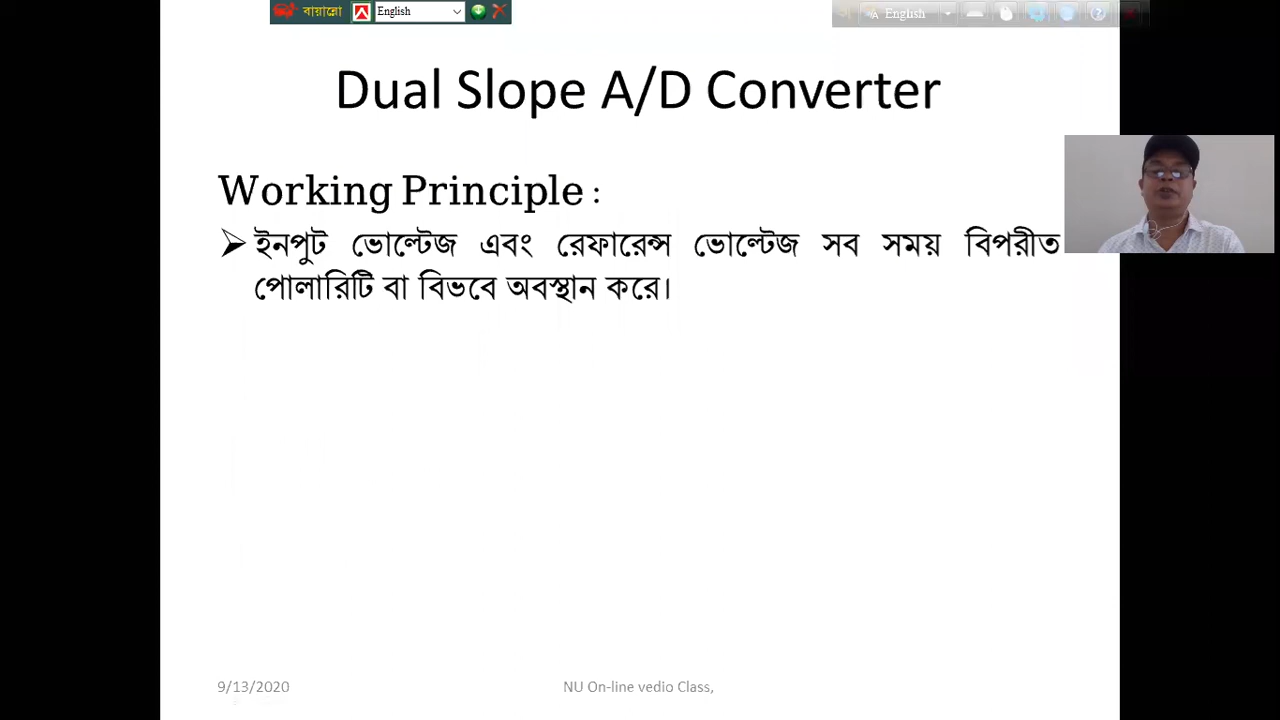 বায়ান্নো English
English
Dual Slope A/D Converter
Working Principle :
ইনপুট ভোল্টেজ এবং রেফারেন্স ভোল্টেজ সব সময় বিপরীত
পোলারিটি বা বিভবে অবস্থান করে।
9/13/2020 NU On-line vedio Class,